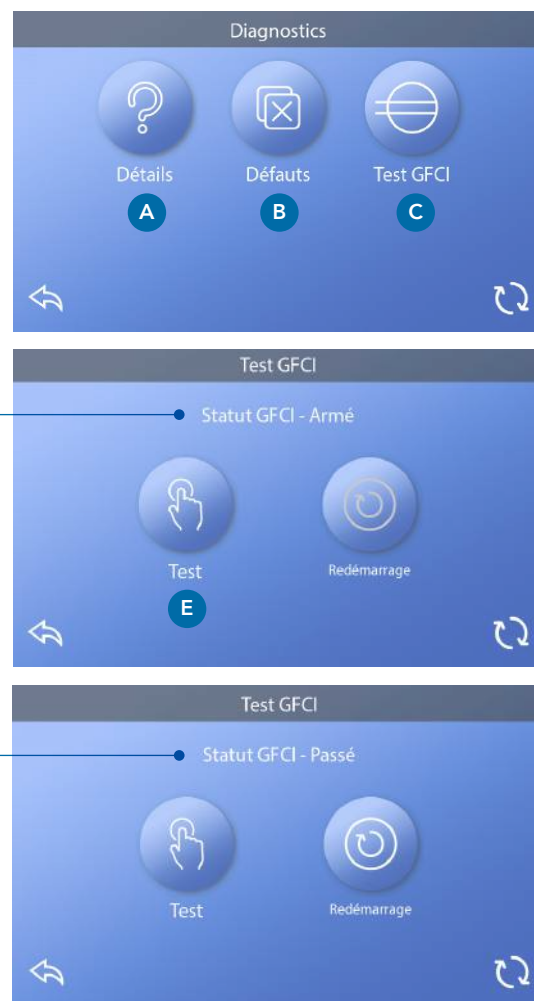 Diagnostics
Détails Défauts Test GFCI
A B C
Test GFCI
Statut GFCI - Armé
Test Redémarrage
E
Test GFCI
Statut GFCI - Passé
Test Redémarrage